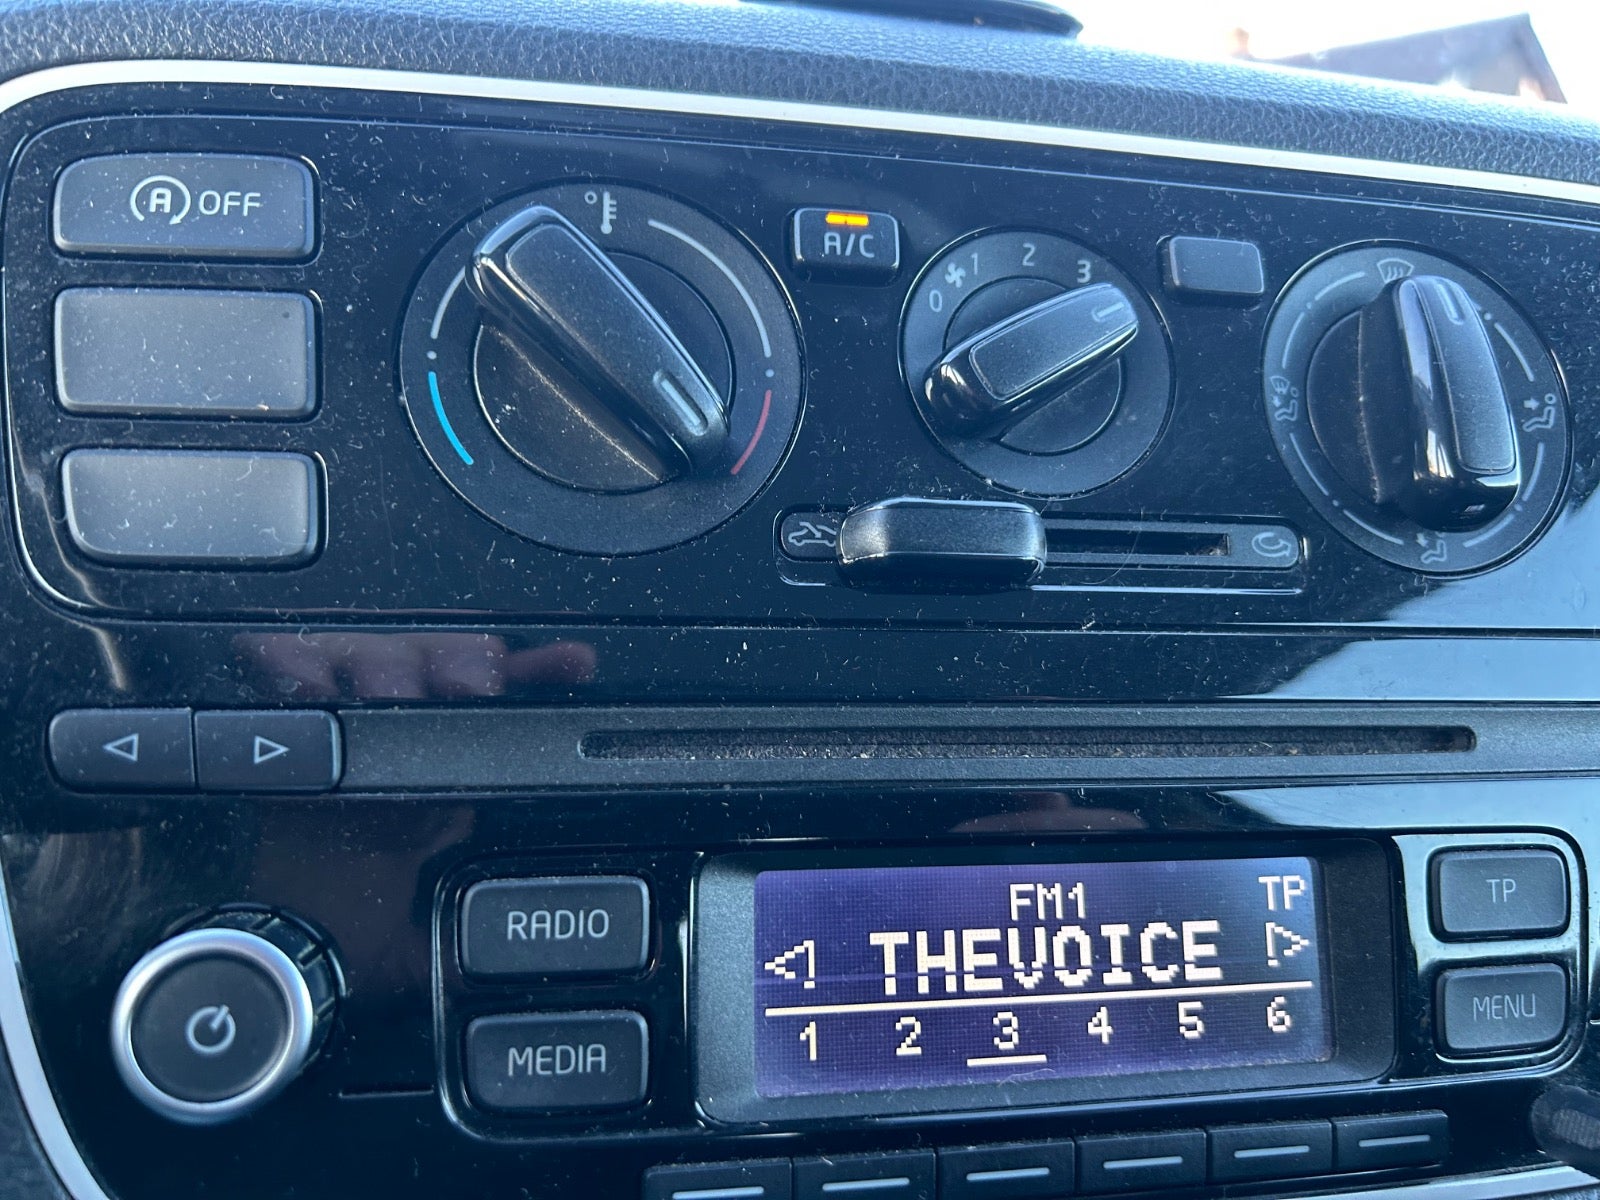 A OFF
A/C
0 1 2 3
RADIO
MEDIA
FM1
TP
THEVOICE
1 2 3 4 5 6
TP
MENU